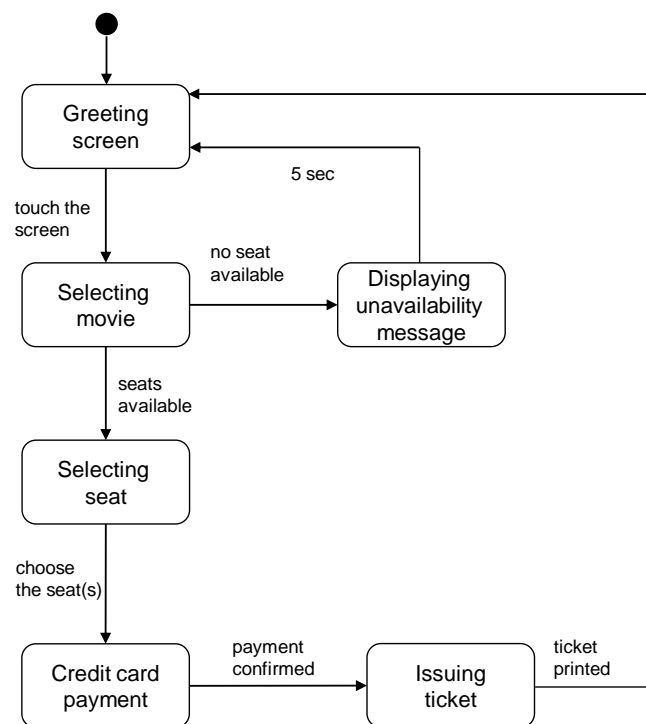 Greeting
screen
5 sec
touch the
screen
no seat
available
Selecting
movie
Displaying
unavailability
message
seats
available
Selecting
seat
choose
the seat(s)
payment
confirmed
ticket
printed
Credit card
payment
Issuing
ticket